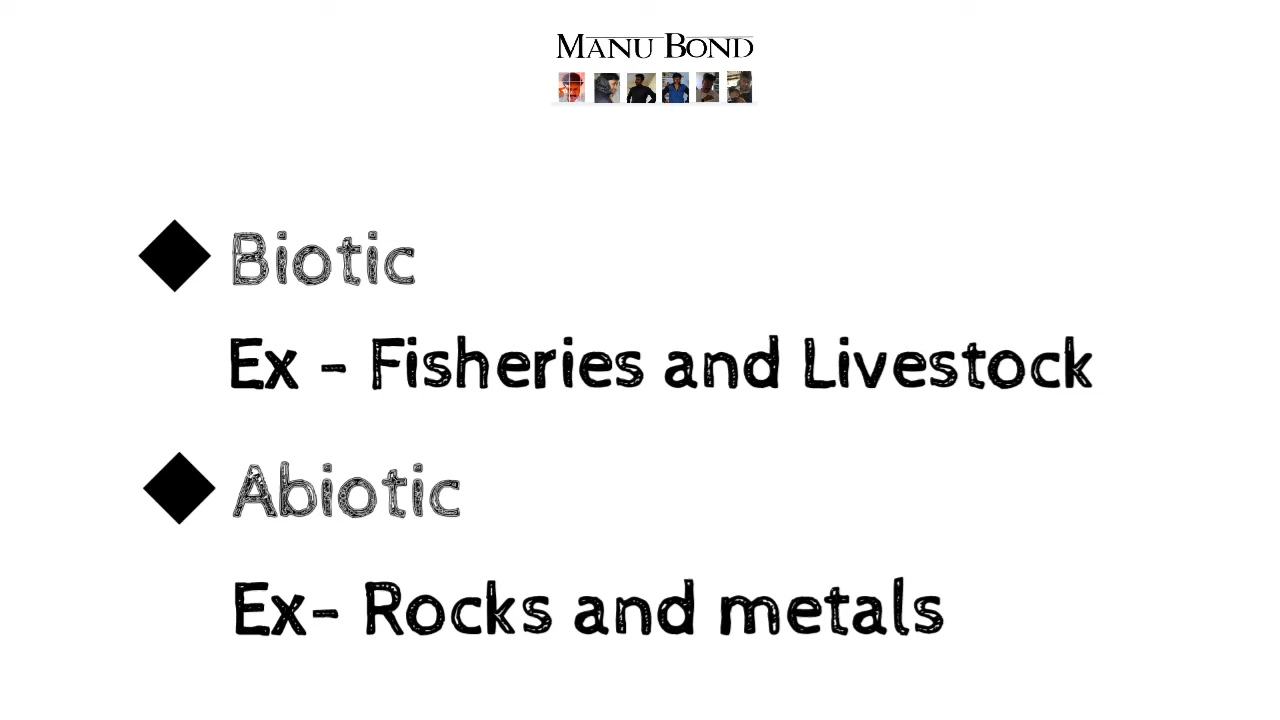 MANU BOND
Biotic
Ex - Fisheries and Livestock
Abiotic
Ex- Rocks and metals